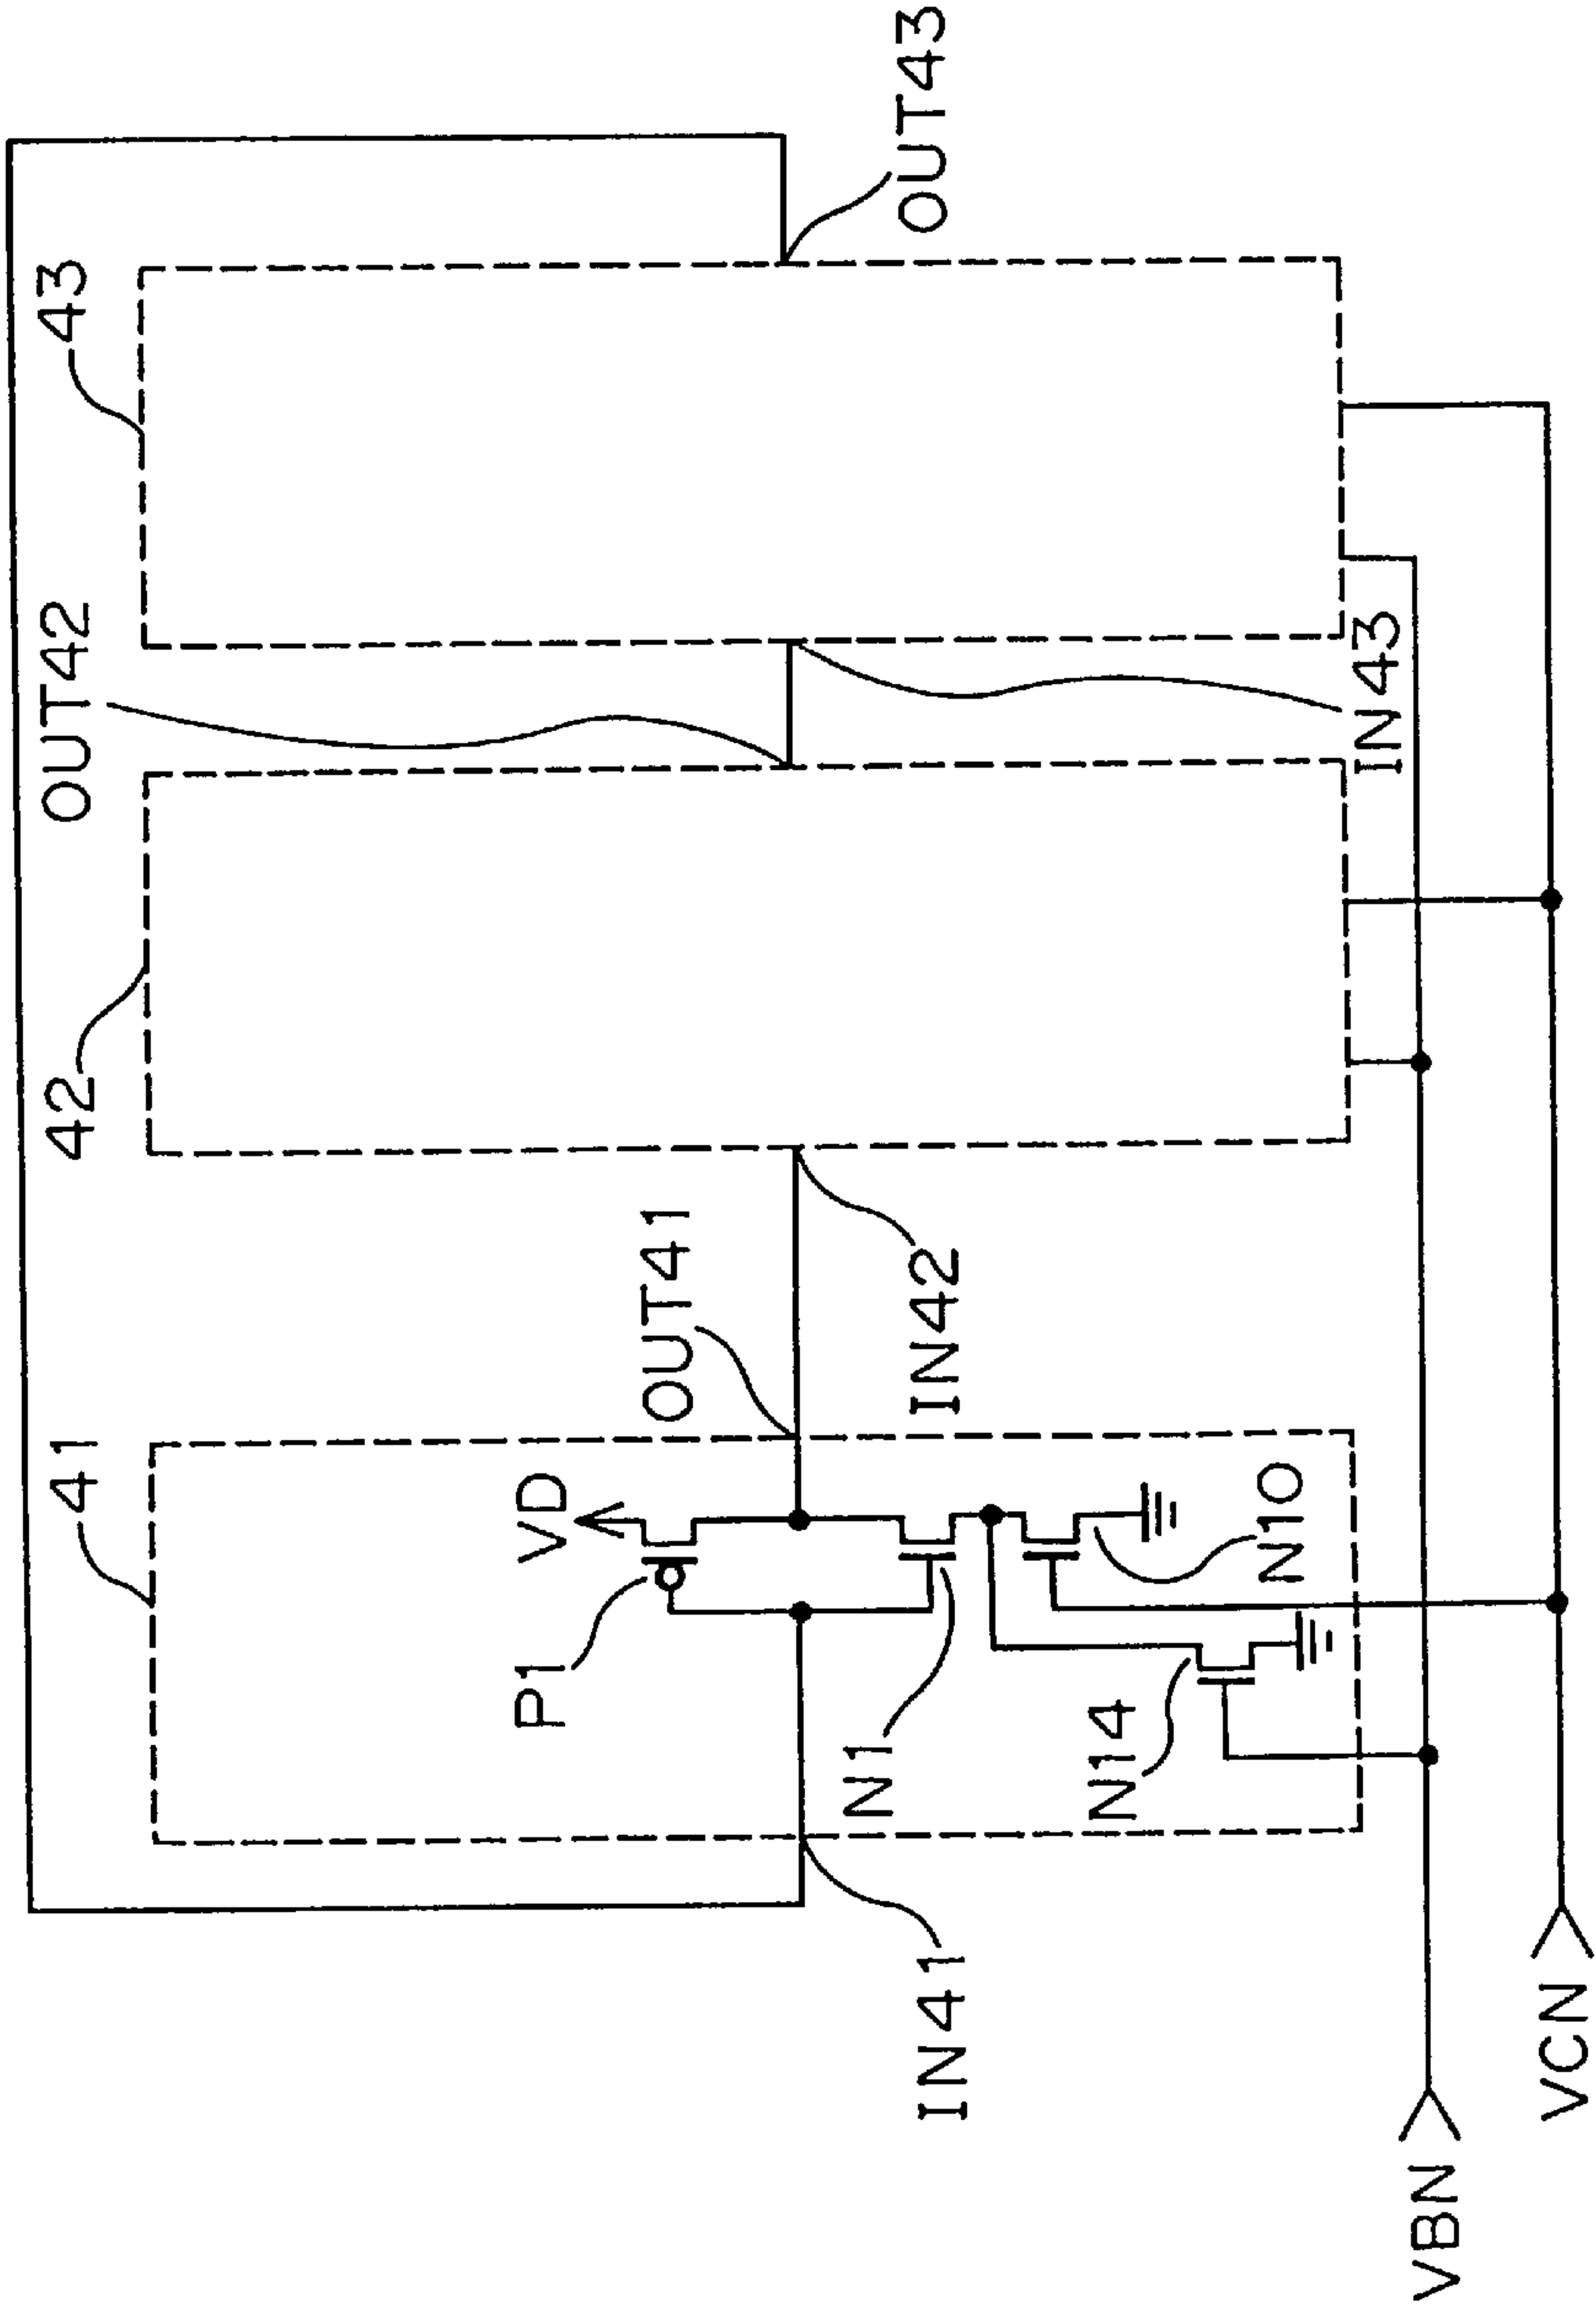 41
42
OUT42
43
VD
P1
OUT41
N1
IN42
OUT43
IN41
N14
N10
IN43
VBN
VCN